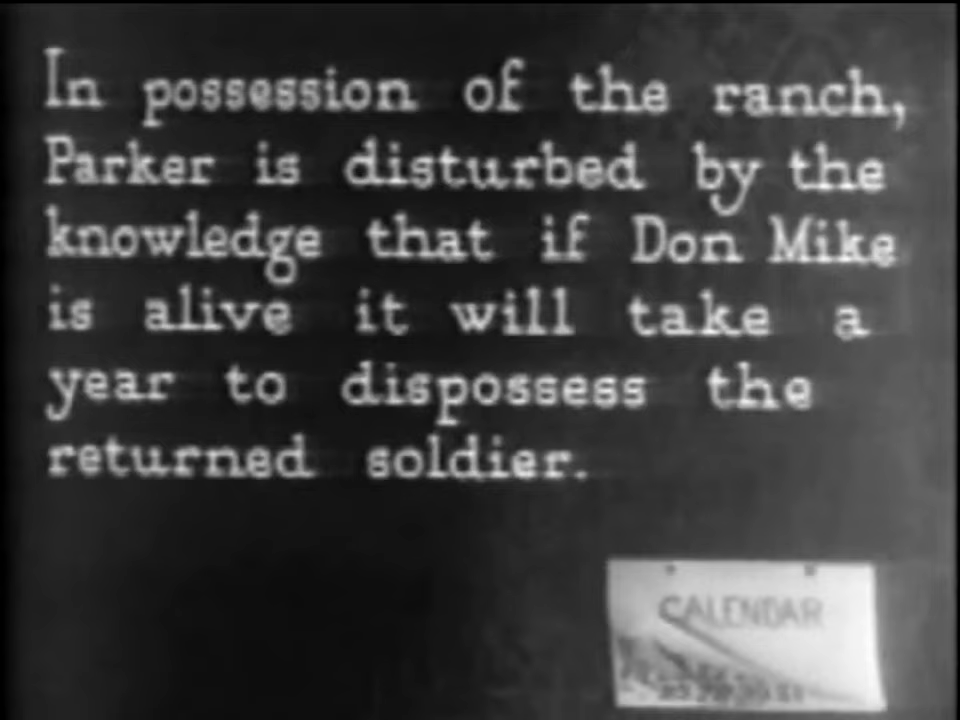 In possession of the ranch,
Parker is disturbed by the
knowledge that if Don Mike
is alive it will take a
year to dispossess the
returned soldier.
CALENDAR